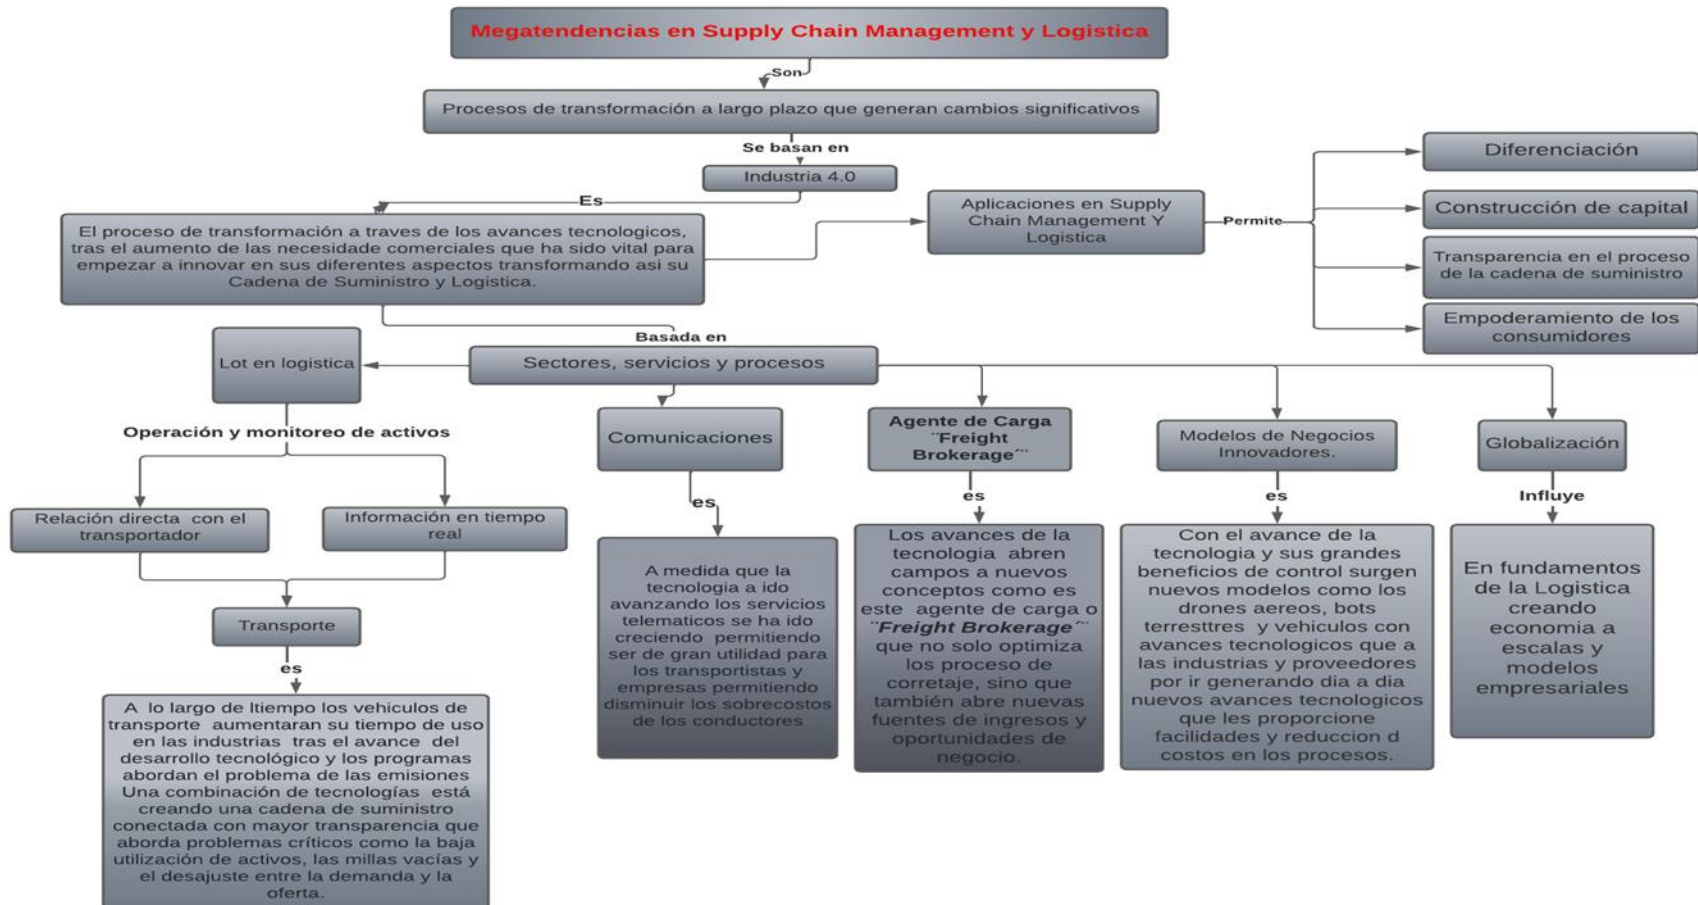 Megatendencias en Supply Chain Management y Logistica
Son
Procesos de transformación a largo plazo que generan cambios significativos
Se basan en
Industria 4.0
Es
El proceso de transformación a traves de los avances tecnologicos,
tras el aumento de las necesidade comerciales que ha sido vital para
empezar a innovar en sus diferentes aspectos transformando asi su
Cadena de Suministro y Logistica.
Aplicaciones en Supply
Chain Management Y
Logistica
Permite
Diferenciación
Construcción de capital
Transparencia en el proceso
de la cadena de suministro
Empoderamiento de los
consumidores
Basada en
Sectores, servicios y procesos
Lot en logistica
Operación y monitoreo de activos
Relación directa con el
transportador
Información en tiempo
real
Transporte
es
A lo largo de ltiempo los vehiculos de
transporte aumentaran su tiempo de uso
en las industrias tras el avance del
desarrollo tecnológico y los programas
abordan el problema de las emisiones
Una combinación de tecnologías está
creando una cadena de suministro
conectada con mayor transparencia que
aborda problemas críticos como la baja
utilización de activos, las millas vacías y
el desajuste entre la demanda y la
oferta.
Comunicaciones
es
A medida que la
tecnologia a ido
avanzando los servicios
telematicos se ha ido
creciendo permitiendo
ser de gran utilidad para
los transportistas y
empresas permitiendo
disminuir los sobrecostos
de los conductores
Agente de Carga
¨Freight
Brokerage´¨
es
Los avances de la
tecnologia abren
campos a nuevos
conceptos como es
este agente de carga o
¨Freight Brokerage´¨
que no solo optimiza
los proceso de
corretaje, sino que
también abre nuevas
fuentes de ingresos y
oportunidades de
negocio.
Modelos de Negocios
Innovadores.
es
Con el avance de la
tecnologia y sus grandes
beneficios de control surgen
nuevos modelos como los
drones aereos, bots
terresttres y vehiculos con
avances tecnologicos que a
las industrias y proveedores
por ir generando dia a dia
nuevos avances tecnologicos
que les proporcione
facilidades y reduccion d
costos en los procesos.
Globalización
Influye
En fundamentos
de la Logistica
creando
economia a
escalas y
modelos
empresariales